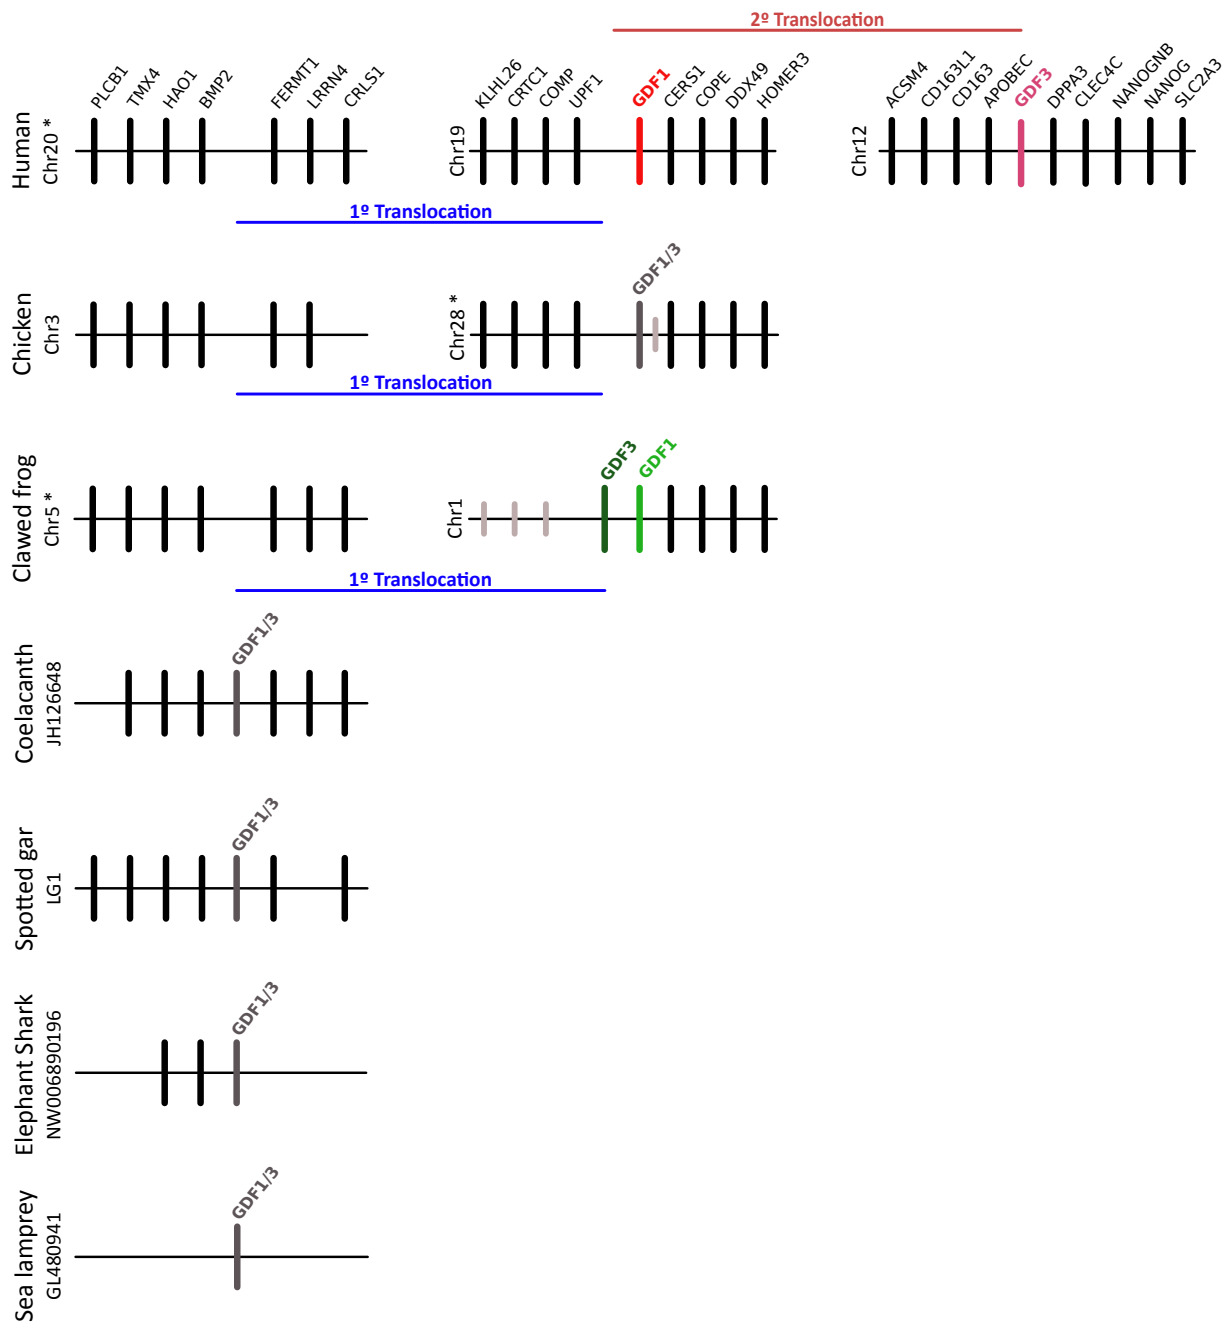 2º Translocation
PLCB1
TMX4
HAO1
BMP2
FERMT1
LRRN4
CRLS1
KLHL26
CRTC1
COMP
UPF1
GDF1
CERS1
COPE
DDX49
HOMER3
ACSM4
CD163L1
CD163
APOBEC
GDF3
DPPA3
CLEC4C
NANOGNB
NANOG
SLC2A3
Human
Chr20 *
Chr19
Chr12
1º Translocation
GDF1/3
Chicken
Chr3
Chr28 *
1º Translocation
GDF3
GDF1
Clawed frog
Chr5 *
Chr1
1º Translocation
GDF1/3
Coelacanth
JH126648
GDF1/3
Spotted gar
LG1
GDF1/3
Elephant Shark
NW006890196
GDF1/3
Sea lamprey
GL480941